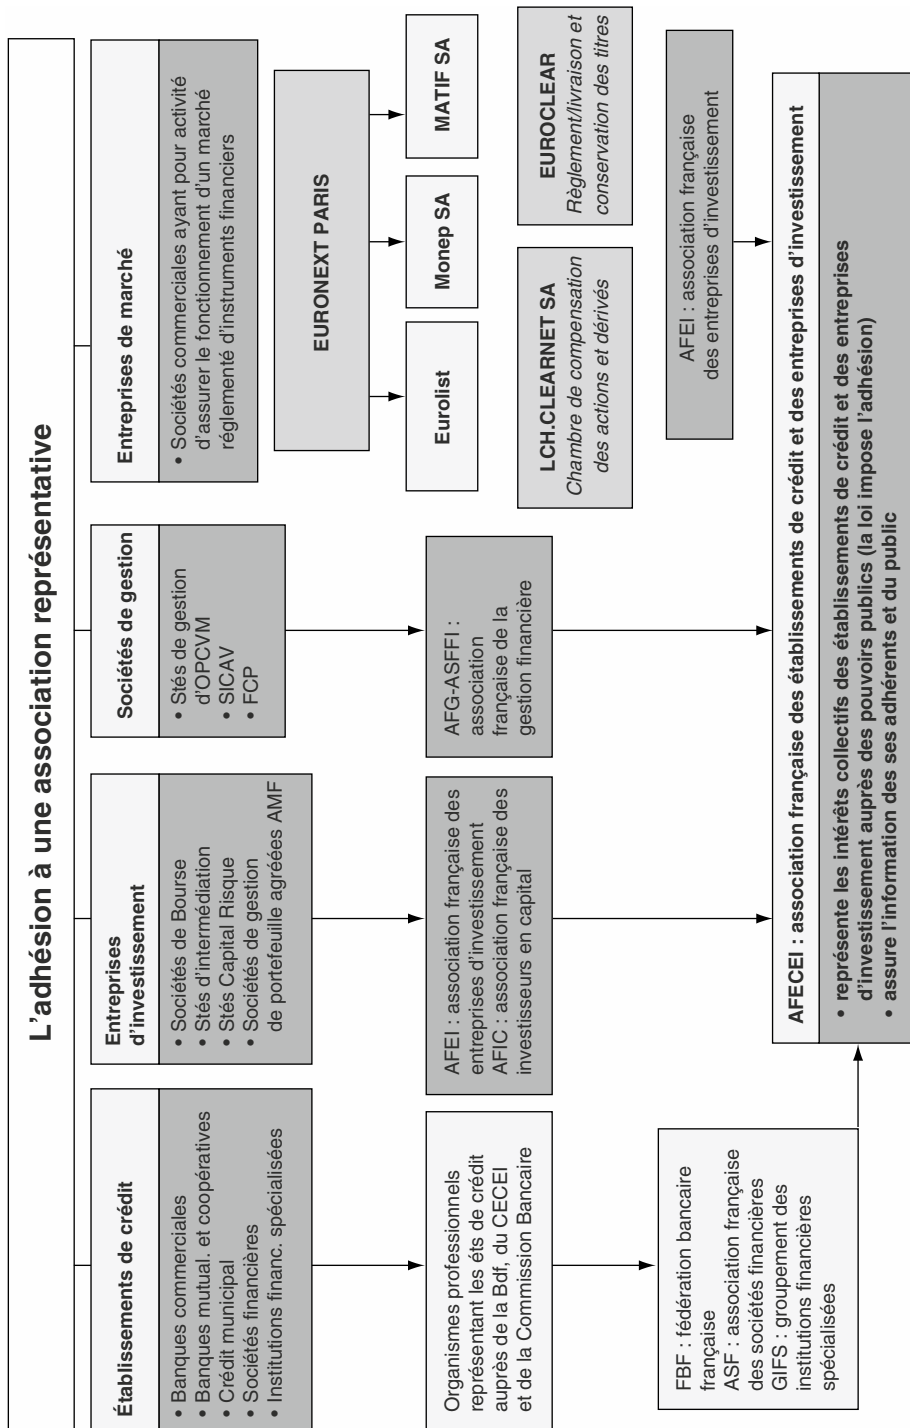 L'adhésion à une association représentative
Établissements de crédit
• Banques commerciales
• Banques mutual. et coopératives
• Crédit municipal
• Sociétés financières
• Institutions financ. spécialisées
Organismes professionnels
représentant les éts de crédit
auprès de la Bdf, du CECEI
et de la Commission Bancaire
FBF : fédération bancaire
française
ASF : association française
des sociétés financières
GIFS : groupement des
institutions financières
spécialisées
Entreprises
d'investissement
• Sociétés de Bourse
• Stés d'intermédiation
• Stés Capital Risque
• Sociétés de gestion
de portefeuille agréées AMF
AFEI : association française des
entreprises d'investissement
AFIC : association française des
investisseurs en capital
Sociétés de gestion
• Stés de gestion
d'OPCVM
• SICAV
• FCP
AFG-ASFFI :
association
française de la
gestion financière
Entreprises de marché
• Sociétés commerciales ayant pour activité
d'assurer le fonctionnement d'un marché
réglementé d'instruments financiers
EURONEXT PARIS
Eurolist
Monep SA
MATIF SA
LCH.CLEARNET SA
Chambre de compensation
des actions et dérivés
EUROCLEAR
Règlement/livraison et
conservation des titres
AFEI : association française
des entreprises d'investissement
AFECEI : association française des établissements de crédit et des entreprises d'investissement
• représente les intérêts collectifs des établissements de crédit et des entreprises
d'investissement auprès des pouvoirs publics (la loi impose l'adhésion)
• assure l'information des ses adhérents et du public